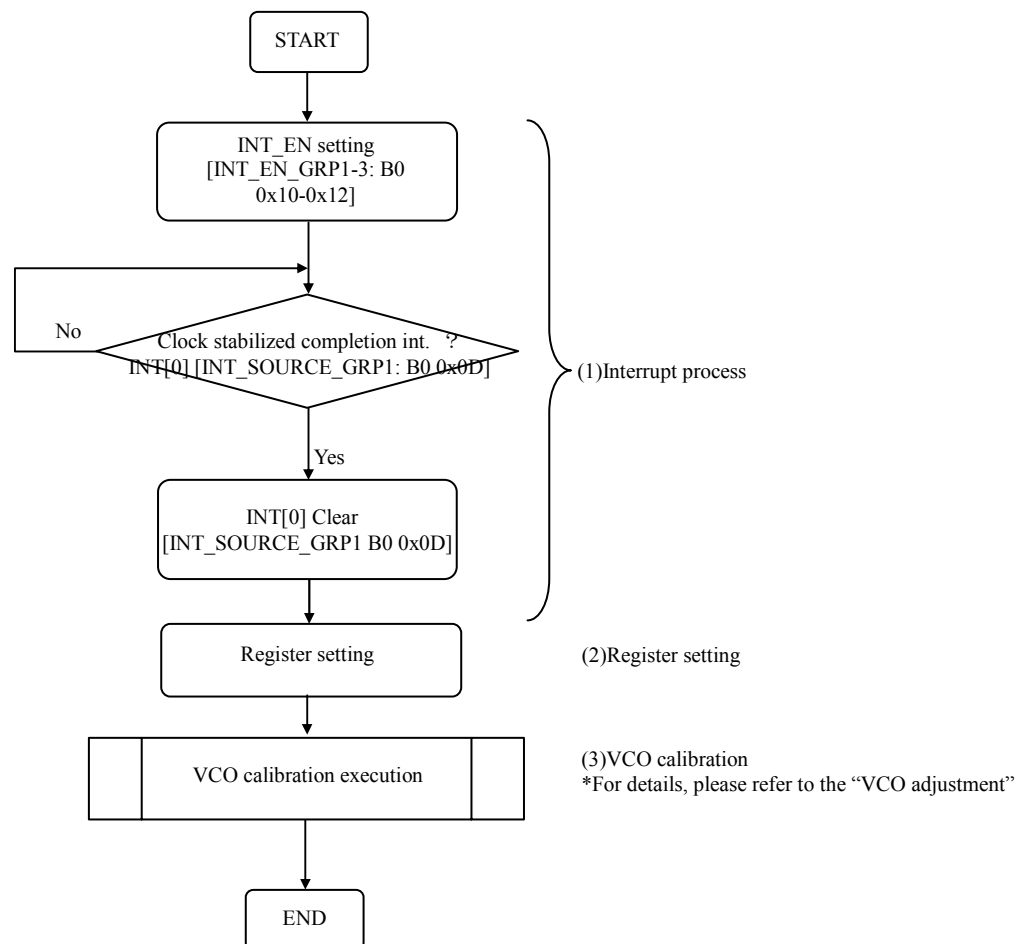 START
INT_EN setting
[INT_EN_GRP1-3: B0
0x10-0x12]
No
Clock stabilized completion int. ?
INT[0] [INT_SOURCE_GRP1: B0 0x0D]
(1)Interrupt process
Yes
INT[0] Clear
[INT_SOURCE_GRP1 B0 0x0D]
Register setting
(2)Register setting
VCO calibration execution
(3)VCO calibration
*For details, please refer to the “VCO adjustment”
END